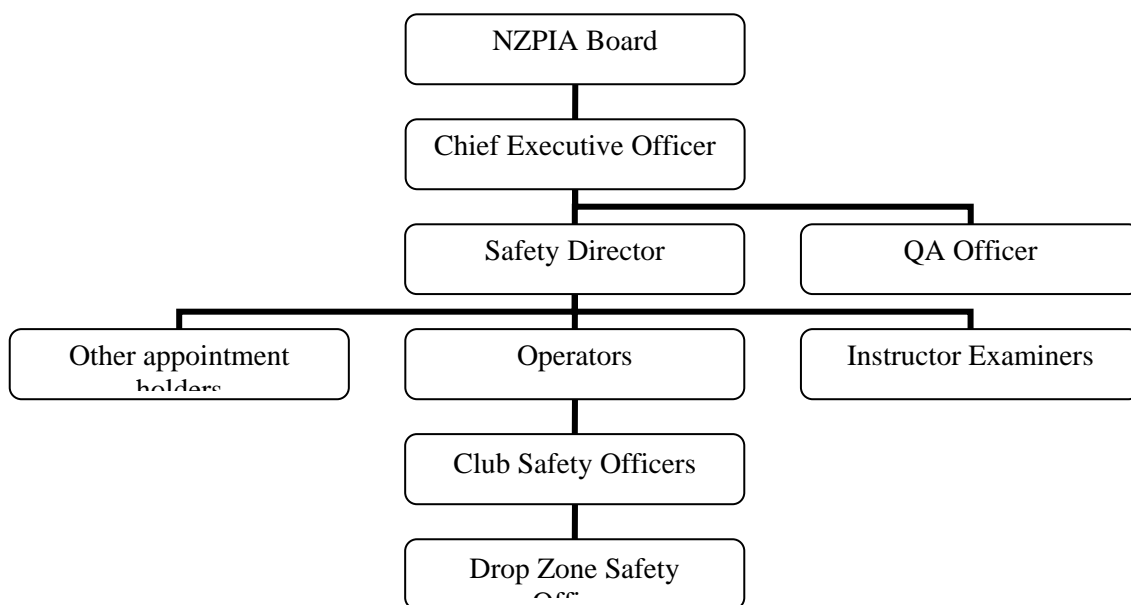 NZPIA Board
Chief Executive Officer
Safety Director
QA Officer
Other appointment
holders
Operators
Instructor Examiners
Club Safety Officers
Drop Zone Safety